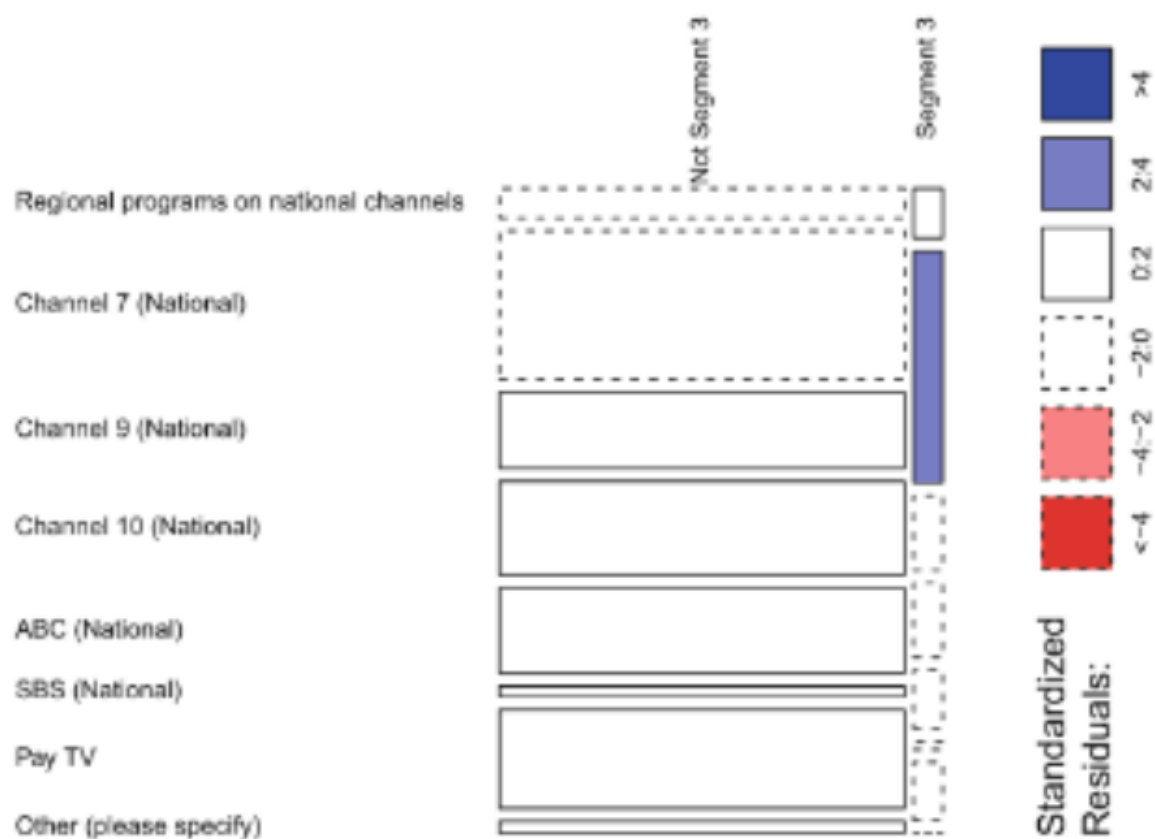 Not Segment 3
Segment 3
Regional programs on national channels
Channel 7 (National)
Channel 9 (National)
Channel 10 (National)
ABC (National)
SBS (National)
Pay TV
Other (please specify)
Standardized
Residuals:
<-4
-4:-2
-2:0
0:2
2:4
>4